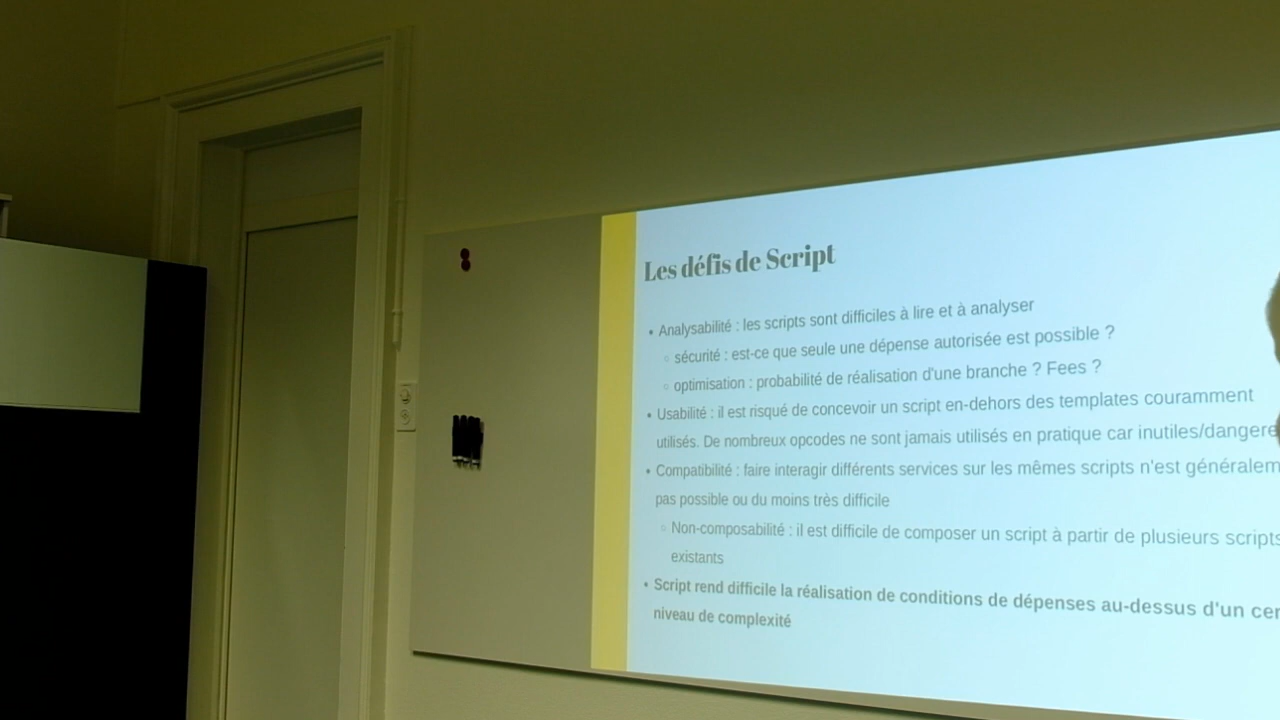 Les défis de Script
• Analysabilité : les scripts sont difficiles à lire et à analyser
○ sécurité : est-ce que seule une dépense autorisée est possible ?
○ optimisation : probabilité de réalisation d'une branche ? Fees ?
• Usabilité : il est risqué de concevoir un script en-dehors des templates couramment
utilisés. De nombreux opcodes ne sont jamais utilisés en pratique car inutiles/dangere
• Compatibilité : faire interagir différents services sur les mêmes scripts n'est généralem
pas possible ou du moins très difficile
○ Non-composabilité : il est difficile de composer un script à partir de plusieurs scripts
existants
• Script rend difficile la réalisation de conditions de dépenses au-dessus d'un cer
niveau de complexité